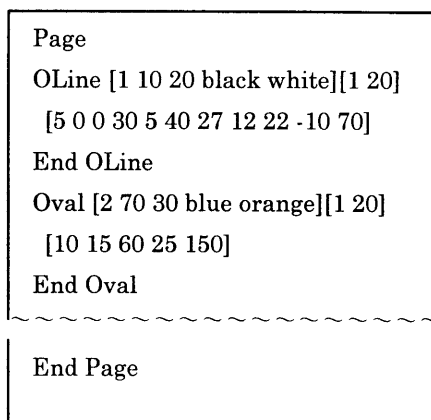 Page
OLine [1 10 20 black white][1 20]
[5 0 0 30 5 40 27 12 22 -10 70]
End OLine
Oval [2 70 30 blue orange][1 20]
[10 15 60 25 150]
End Oval
End Page